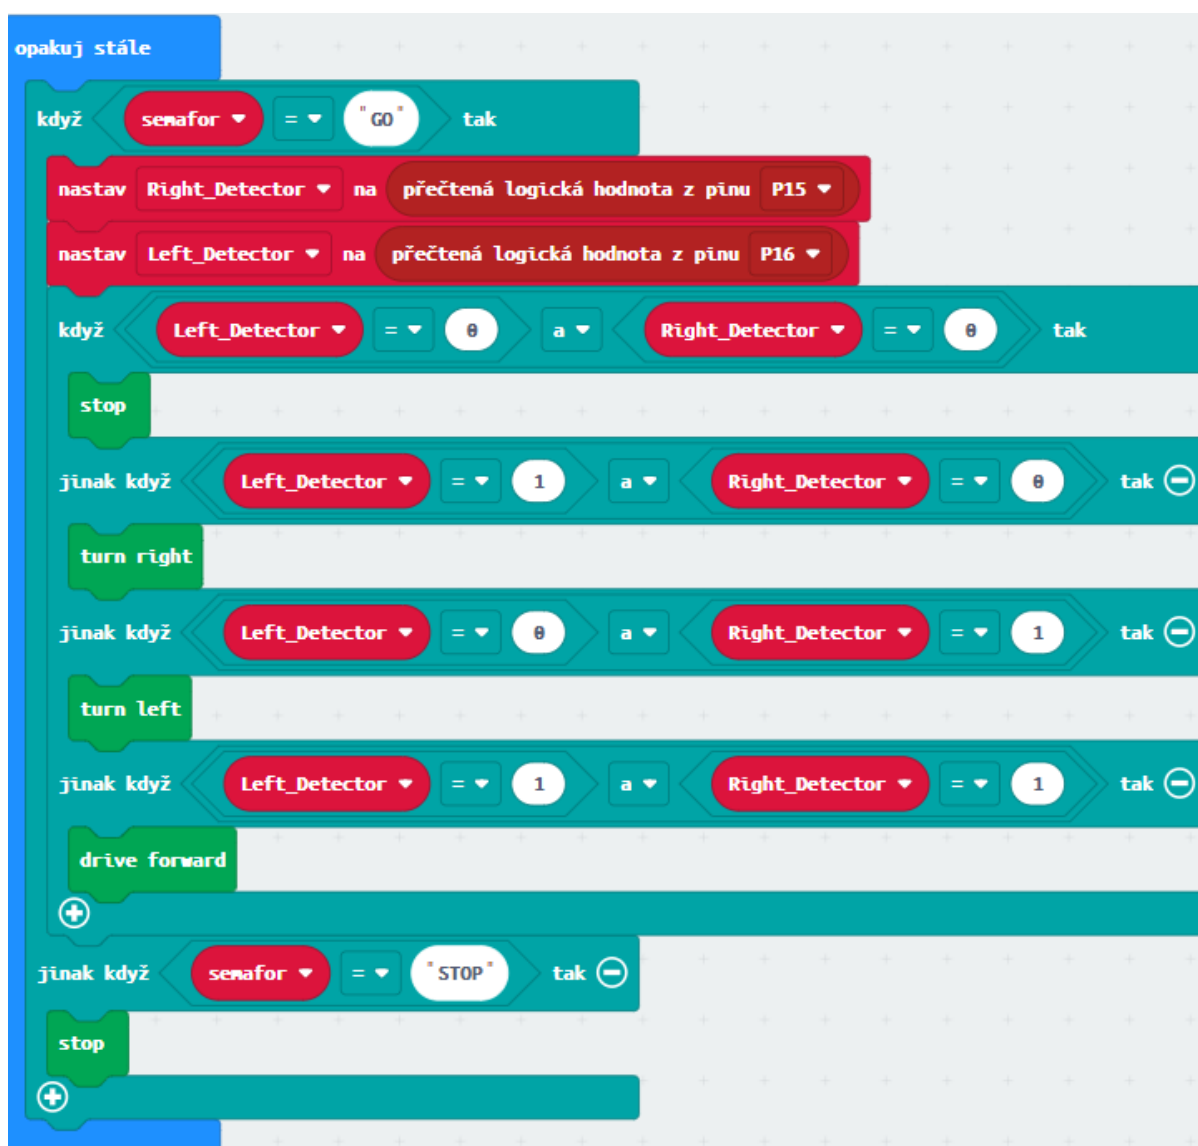 opakuj stále
když semafor = "GO" tak
nastav Right_Detector na přečtená logická hodnota z pinu P15
nastav Left_Detector na přečtená logická hodnota z pinu P16
když Left_Detector = 0 a Right_Detector = 0 tak
stop
jinak když Left_Detector = 1 a Right_Detector = 0 tak
turn right
jinak když Left_Detector = 0 a Right_Detector = 1 tak
turn left
jinak když Left_Detector = 1 a Right_Detector = 1 tak
drive forward
jinak když semafor = "STOP" tak
stop